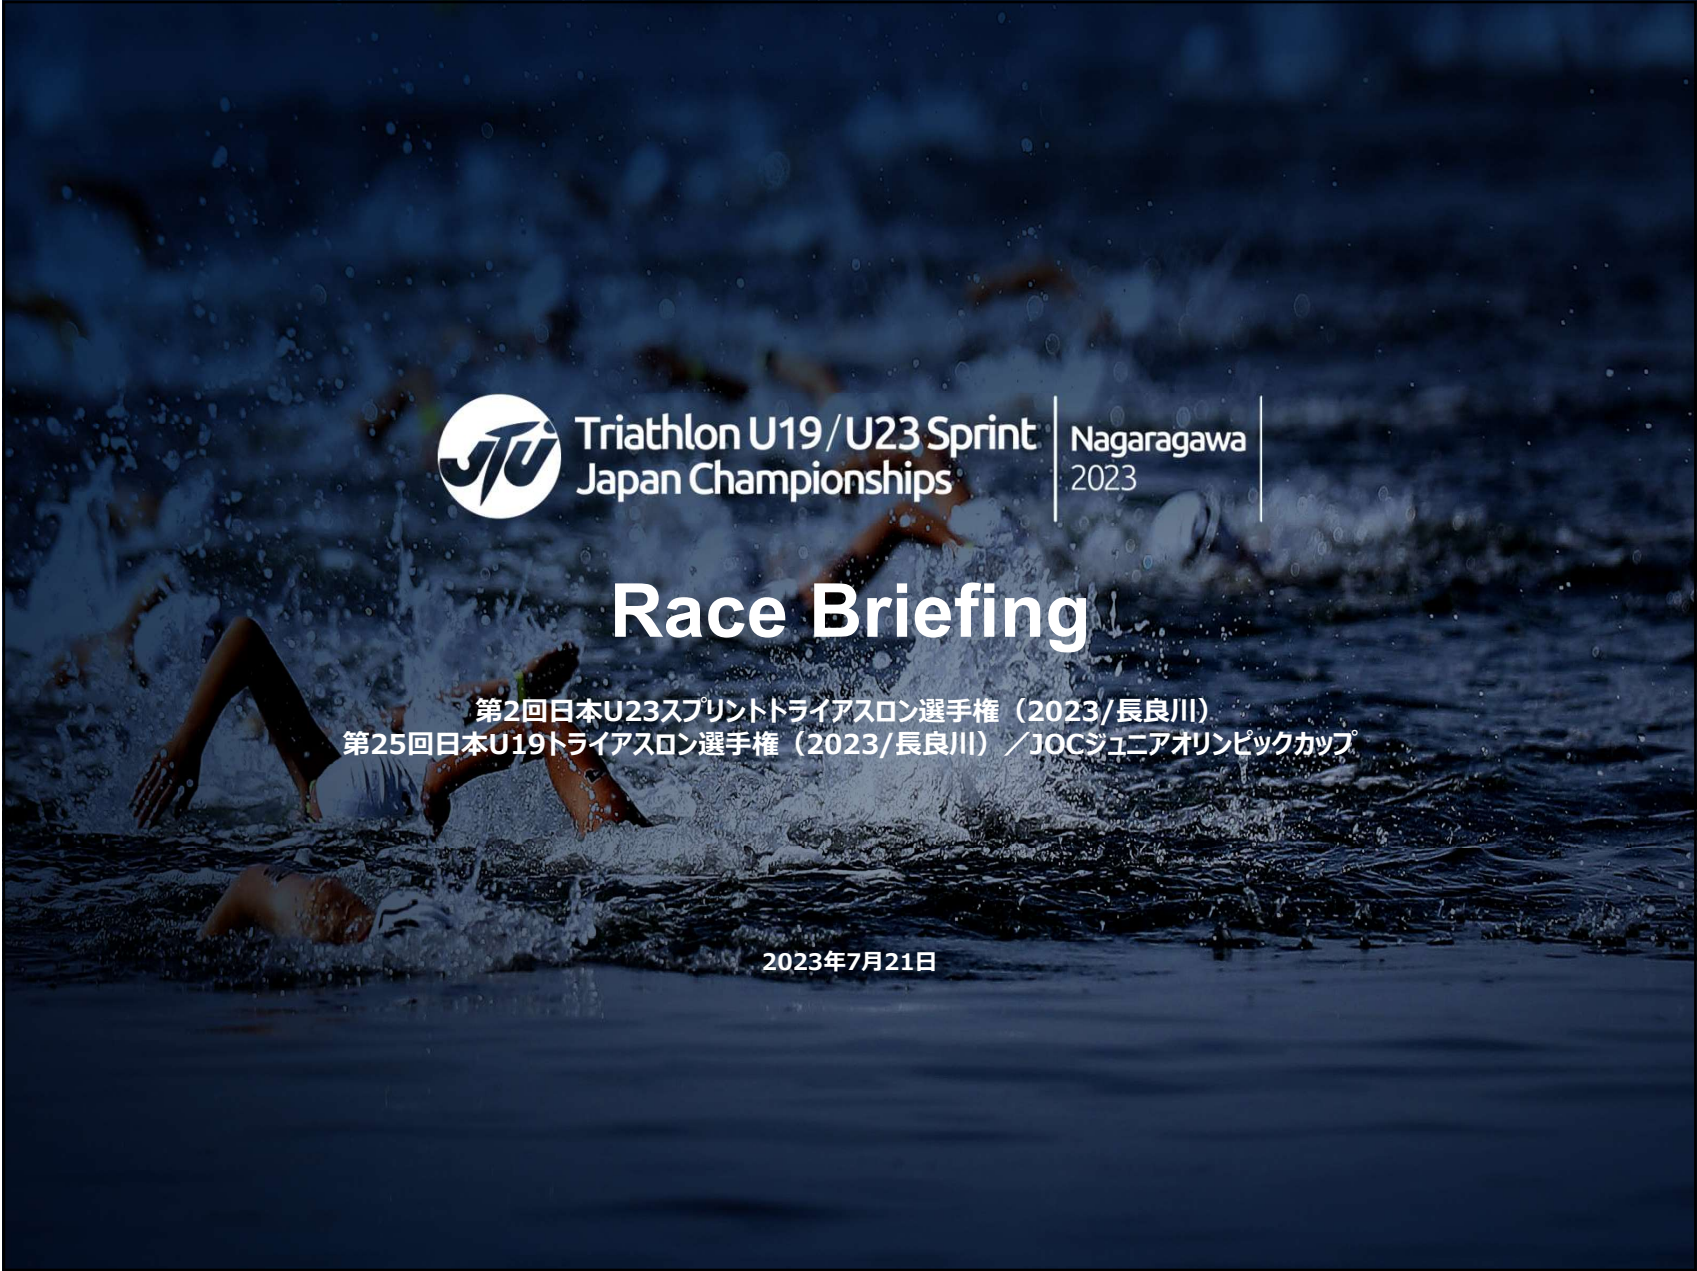 JTU
Triathlon U19/U23 Sprint
Japan Championships
Nagaragawa
2023
Race Briefing
第2回日本U23スプリントトライアスロン選手権（2023/長良川）
第25回日本U19トライアスロン選手権（2023/長良川）／JOCジュニアオリンピックカップ
2023年7月21日